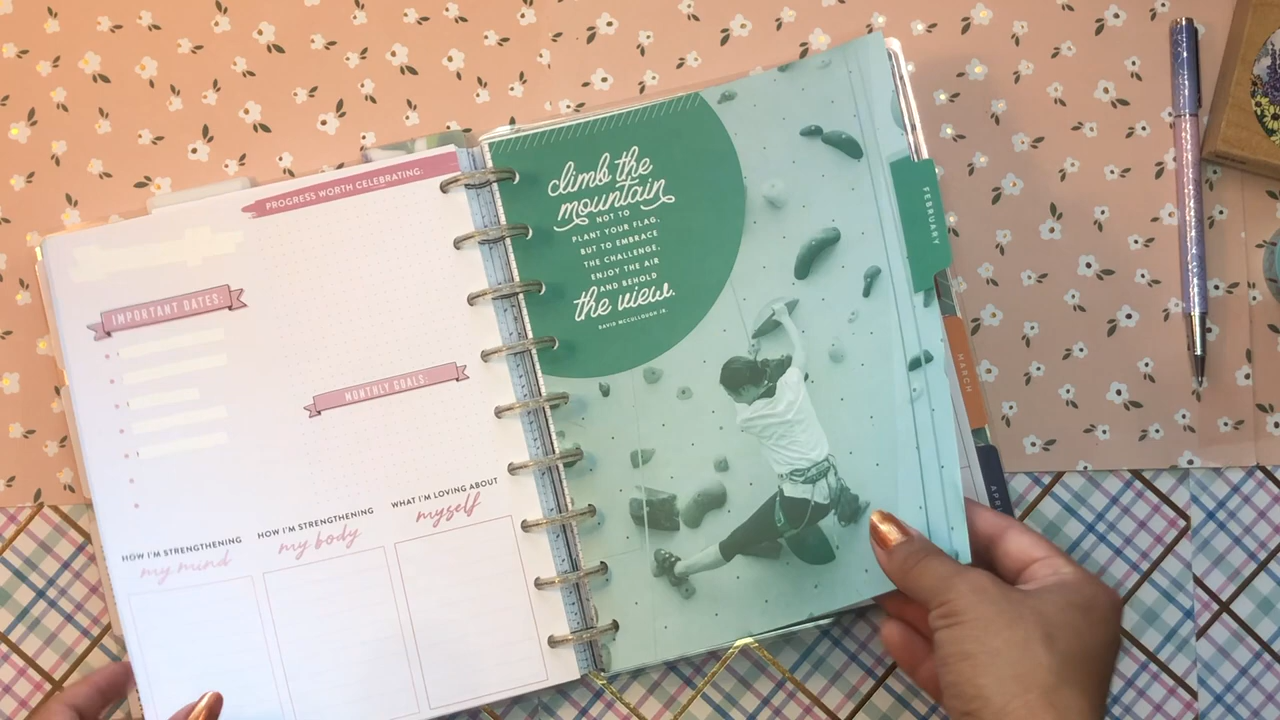 PROGRESS WORTH CELEBRATING:
IMPORTANT DATES:
MONTHLY GOALS:
HOW I'M STRENGTHENING
my mind
HOW I'M STRENGTHENING
my body
WHAT I'M LOVING ABOUT
myself
climb the
mountain
NOT TO
PLANT YOUR FLAG,
BUT TO EMBRACE
THE CHALLENGE,
ENJOY THE AIR
AND BEHOLD
the view.
DAVID MCCULLOUGH JR.
FEBRUARY
MARCH
APR